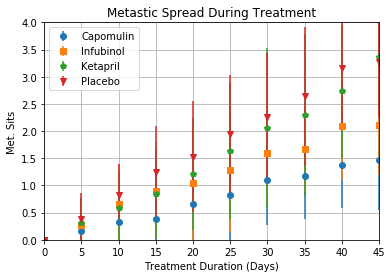 Metastic Spread During Treatment
Met. Sits
4.0
3.5
3.0
2.5
2.0
1.5
1.0
0.5
0.0
Capomulin
Infubinol
Ketapril
Placebo
0 5 10 15 20 25 30 35 40 45
Treatment Duration (Days)